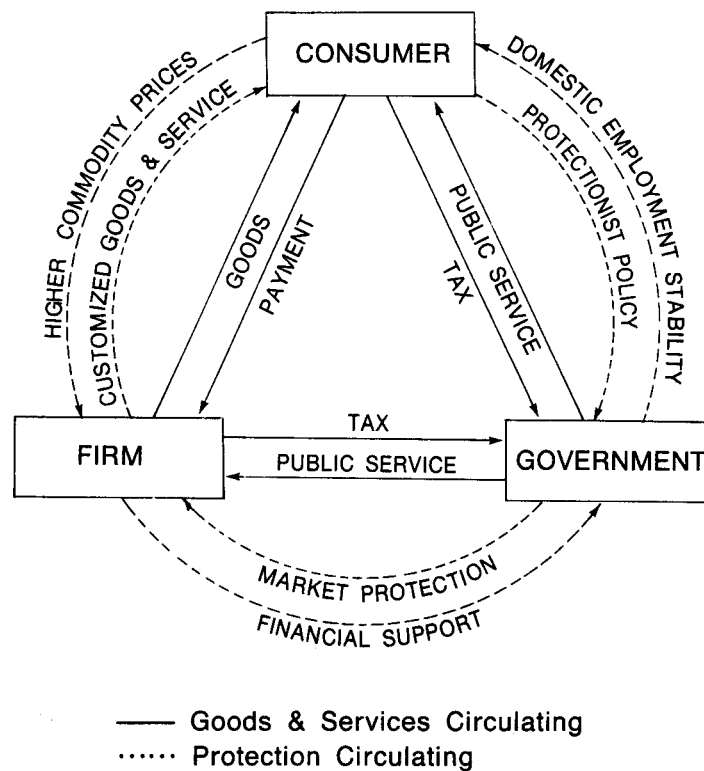 CONSUMER
HIGHER COMMODITY PRICES
CUSTOMIZED GOODS & SERVICE
GOODS
PAYMENT
PUBLIC SERVICE
TAX
PROTECTIONIST POLICY
DOMESTIC EMPLOYMENT STABILITY
FIRM
TAX
PUBLIC SERVICE
GOVERNMENT
MARKET PROTECTION
FINANCIAL SUPPORT
Goods & Services Circulating
Protection Circulating